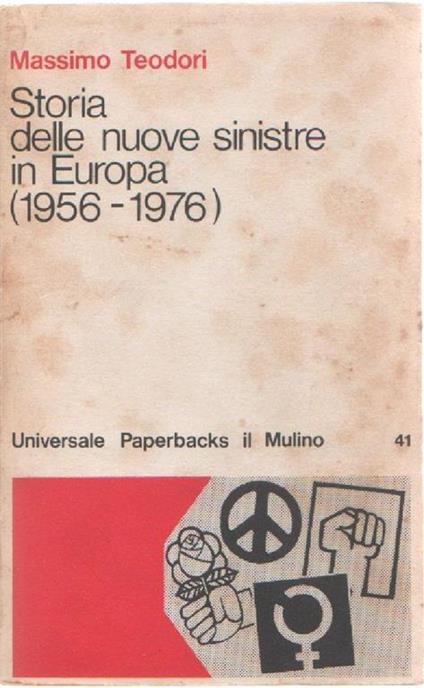 Massimo Teodori
Storia
delle nuove sinistre
in Europa
(1956-1976)
Universale Paperbacks il Mulino 41